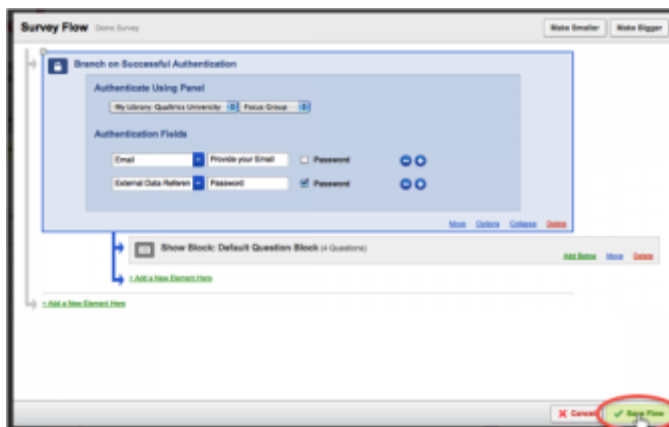 Survey Flow Demo Survey Make Smaller Make Bigger
Branch on Successful Authentication
Authenticate Using Panel
My Library: Qualtrics University Focus Group
Authentication Fields
Email Provide your Email Password
External Data Referen Password Password
Move Options Collapse Delete
Show Block: Default Question Block (4 Questions)
Add Below Move Delete
+ Add a New Element Here
+ Add a New Element Here
Cancel Save Flow